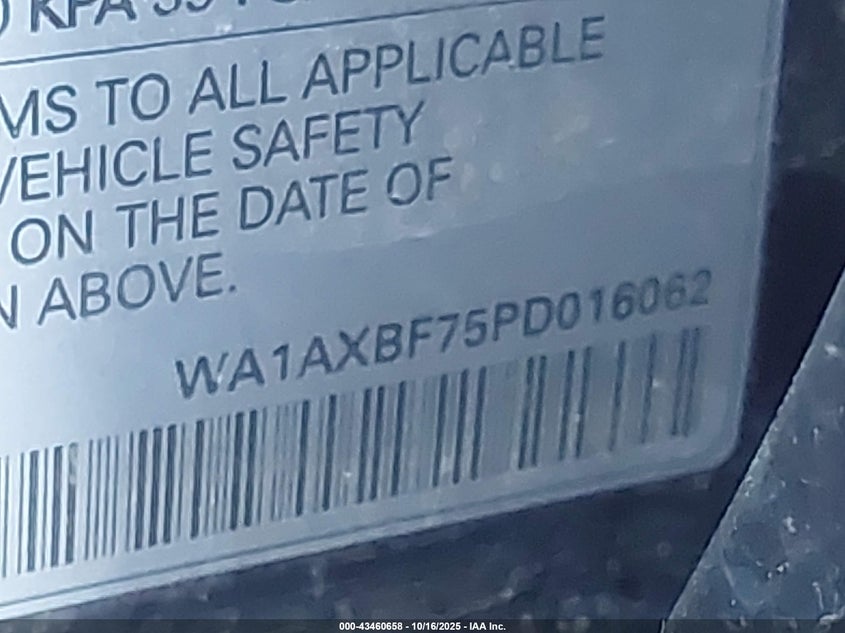 KPA
MS TO ALL APPLICABLE
VEHICLE SAFETY
ON THE DATE OF
N ABOVE.
WA1AXBF75PD016062
000-43460658 - 10/16/2025 - IAA Inc.